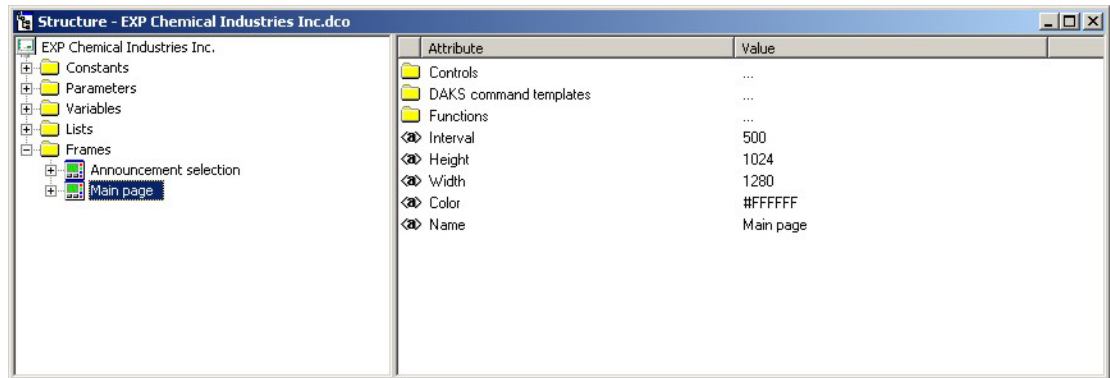 Structure - EXP Chemical Industries Inc.dco
EXP Chemical Industries Inc.
Constants
Parameters
Variables
Lists
Frames
Announcement selection
Main page
Attribute Value
Controls ...
DAKS command templates ...
Functions ...
<a> Interval 500
<a> Height 1024
<a> Width 1280
<a> Color #FFFFFF
<a> Name Main page